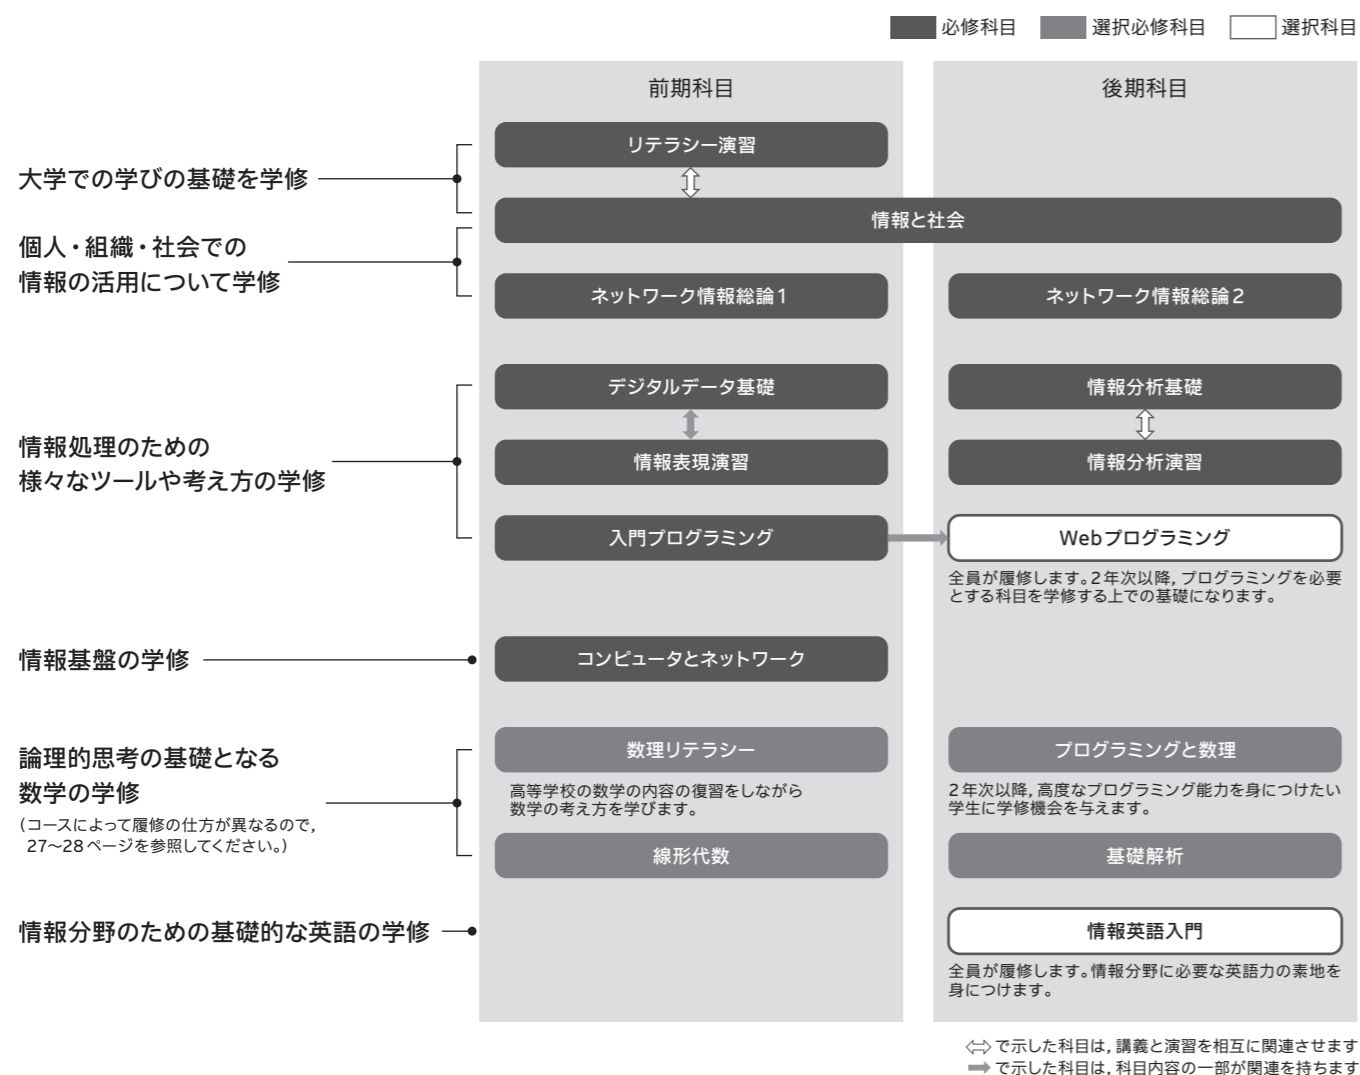 必修科目
選択必修科目
選択科目
前期科目
後期科目
大学での学びの基礎を学修
リテラシー演習
情報と社会
個人・組織・社会での
情報の活用について学修
ネットワーク情報総論1
ネットワーク情報総論2
情報処理のための
様々なツールや考え方の学修
デジタルデータ基礎
情報分析基礎
情報表現演習
情報分析演習
入門プログラミング
Webプログラミング
全員が履修します。2年次以降, プログラミングを必要
とする科目を学修する上での基礎になります。
情報基盤の学修
コンピュータとネットワーク
論理的思考の基礎となる
数学の学修
(コースによって履修の仕方が異なるので,
27〜28ページを参照してください。)
数理リテラシー
高等学校の数学の内容の復習をしながら
数学の考え方を学びます。
プログラミングと数理
2年次以降, 高度なプログラミング能力を身につけたい
学生に学修機会を与えます。
線形代数
基礎解析
情報分野のための基礎的な英語の学修
情報英語入門
全員が履修します。情報分野に必要な英語力の素地を
身につけます。
⇔で示した科目は, 講義と演習を相互に関連させます
➡で示した科目は, 科目内容の一部が関連を持ちます